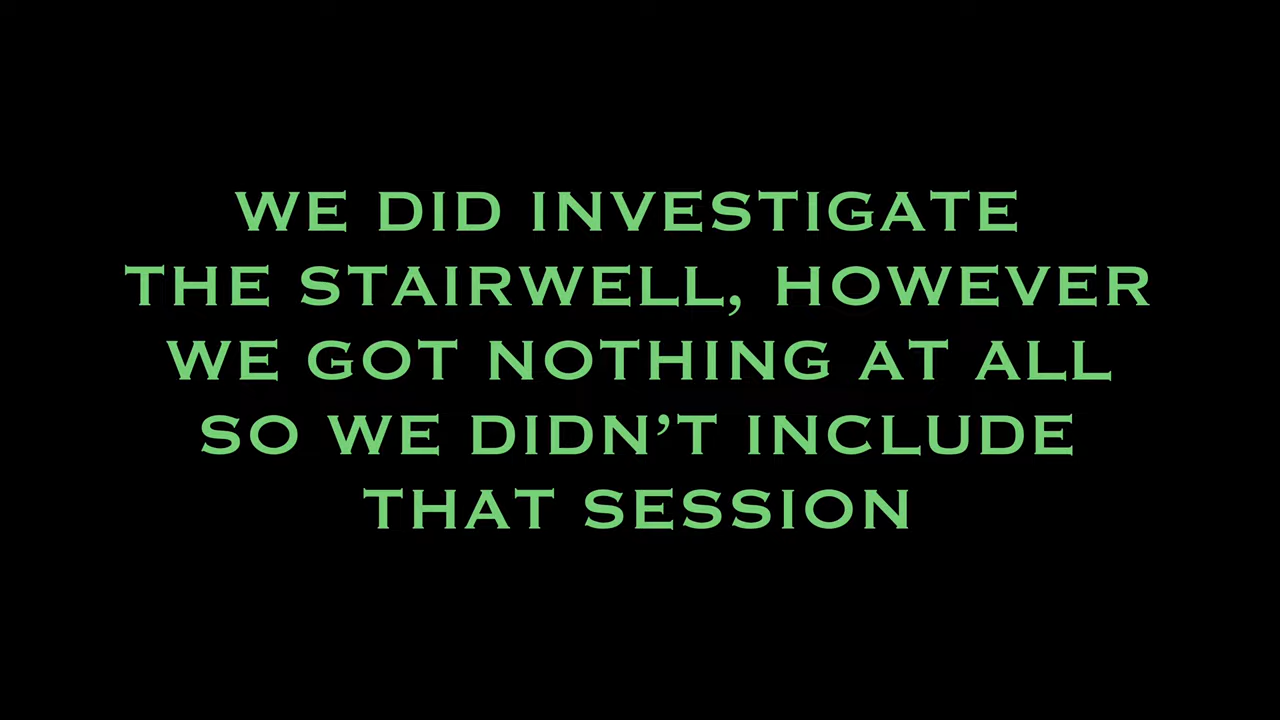 WE DID INVESTIGATE
THE STAIRWELL, HOWEVER
WE GOT NOTHING AT ALL
SO WE DIDN’T INCLUDE
THAT SESSION